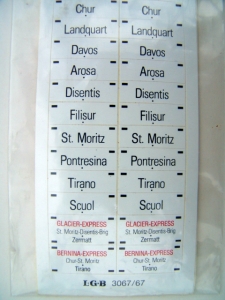 Chur Chur
Landquart Landquart
Davos Davos
Arosa Arosa
Disentis Disentis
Filisur Filisur
St. Moritz St. Moritz
Pontresina Pontresina
Tirano Tirano
Scuol Scuol
GLACIER-EXPRESS GLACIER-EXPRESS
St. Moritz-Disentis-Brig St. Moritz-Disentis-Brig
Zermatt Zermatt
BERNINA-EXPRESS BERNINA-EXPRESS
Chur-St. Moritz Chur-St. Moritz
Tirano Tirano
L·G·B 3067/67